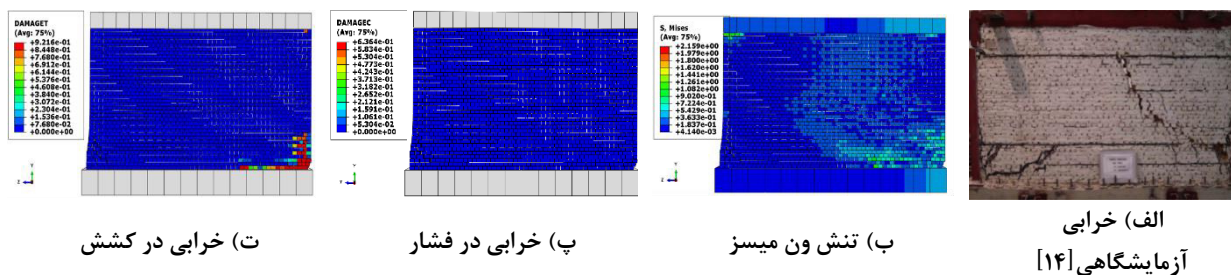 DAMAGET
(Avg: 75%)
+9.216e-01
+8.448e-01
+7.680e-01
+6.912e-01
+6.144e-01
+5.376e-01
+4.608e-01
+3.840e-01
+3.072e-01
+2.304e-01
+1.536e-01
+7.680e-02
+0.000e+00
DAMAGEC
(Avg: 75%)
+6.364e-01
+5.834e-01
+5.304e-01
+4.773e-01
+4.243e-01
+3.713e-01
+3.182e-01
+2.652e-01
+2.121e-01
+1.591e-01
+1.061e-01
+5.304e-02
+0.000e+00
S, Mises
(Avg: 75%)
+2.159e+00
+1.979e+00
+1.800e+00
+1.620e+00
+1.441e+00
+1.261e+00
+1.082e+00
+9.020e-01
+7.224e-01
+5.429e-01
+3.633e-01
+1.837e-01
+4.140e-03
الف) خرابی
آزمایشگاهی [۱۴]
ب) تنش ون میسز
پ) خرابی در فشار
ت) خرابی در کشش